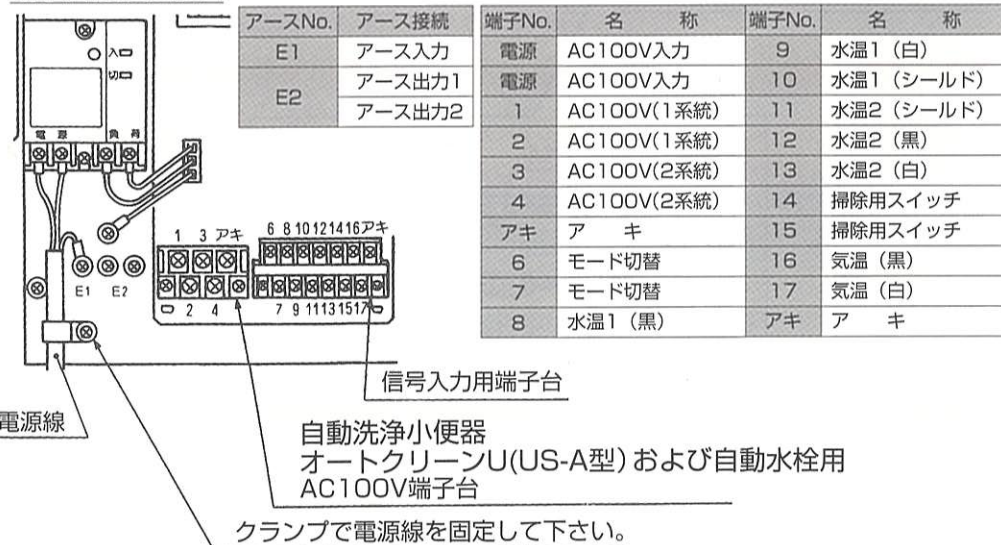 アースNo. アース接続
E1 アース入力
E2 アース出力1
アース出力2
端子No. 名 称 端子No. 名 称
電源 AC100V入力 9 水温1（白）
電源 AC100V入力 10 水温1（シールド）
1 AC100V(1系統) 11 水温2（シールド）
2 AC100V(1系統) 12 水温2（黒）
3 AC100V(2系統) 13 水温2（白）
4 AC100V(2系統) 14 掃除用スイッチ
アキ ア キ 15 掃除用スイッチ
6 モード切替 16 気温（黒）
7 モード切替 17 気温（白）
8 水温1（黒） アキ ア キ
入
切
電 源 負 荷
1 3 アキ
2 4
6 8 10 12 14 16 アキ
7 9 11 13 15 17
E1 E2
信号入力用端子台
電源線
自動洗浄小便器
オートクリーンU(US-A型)および自動水栓用
AC100V端子台
クランプで電源線を固定して下さい。